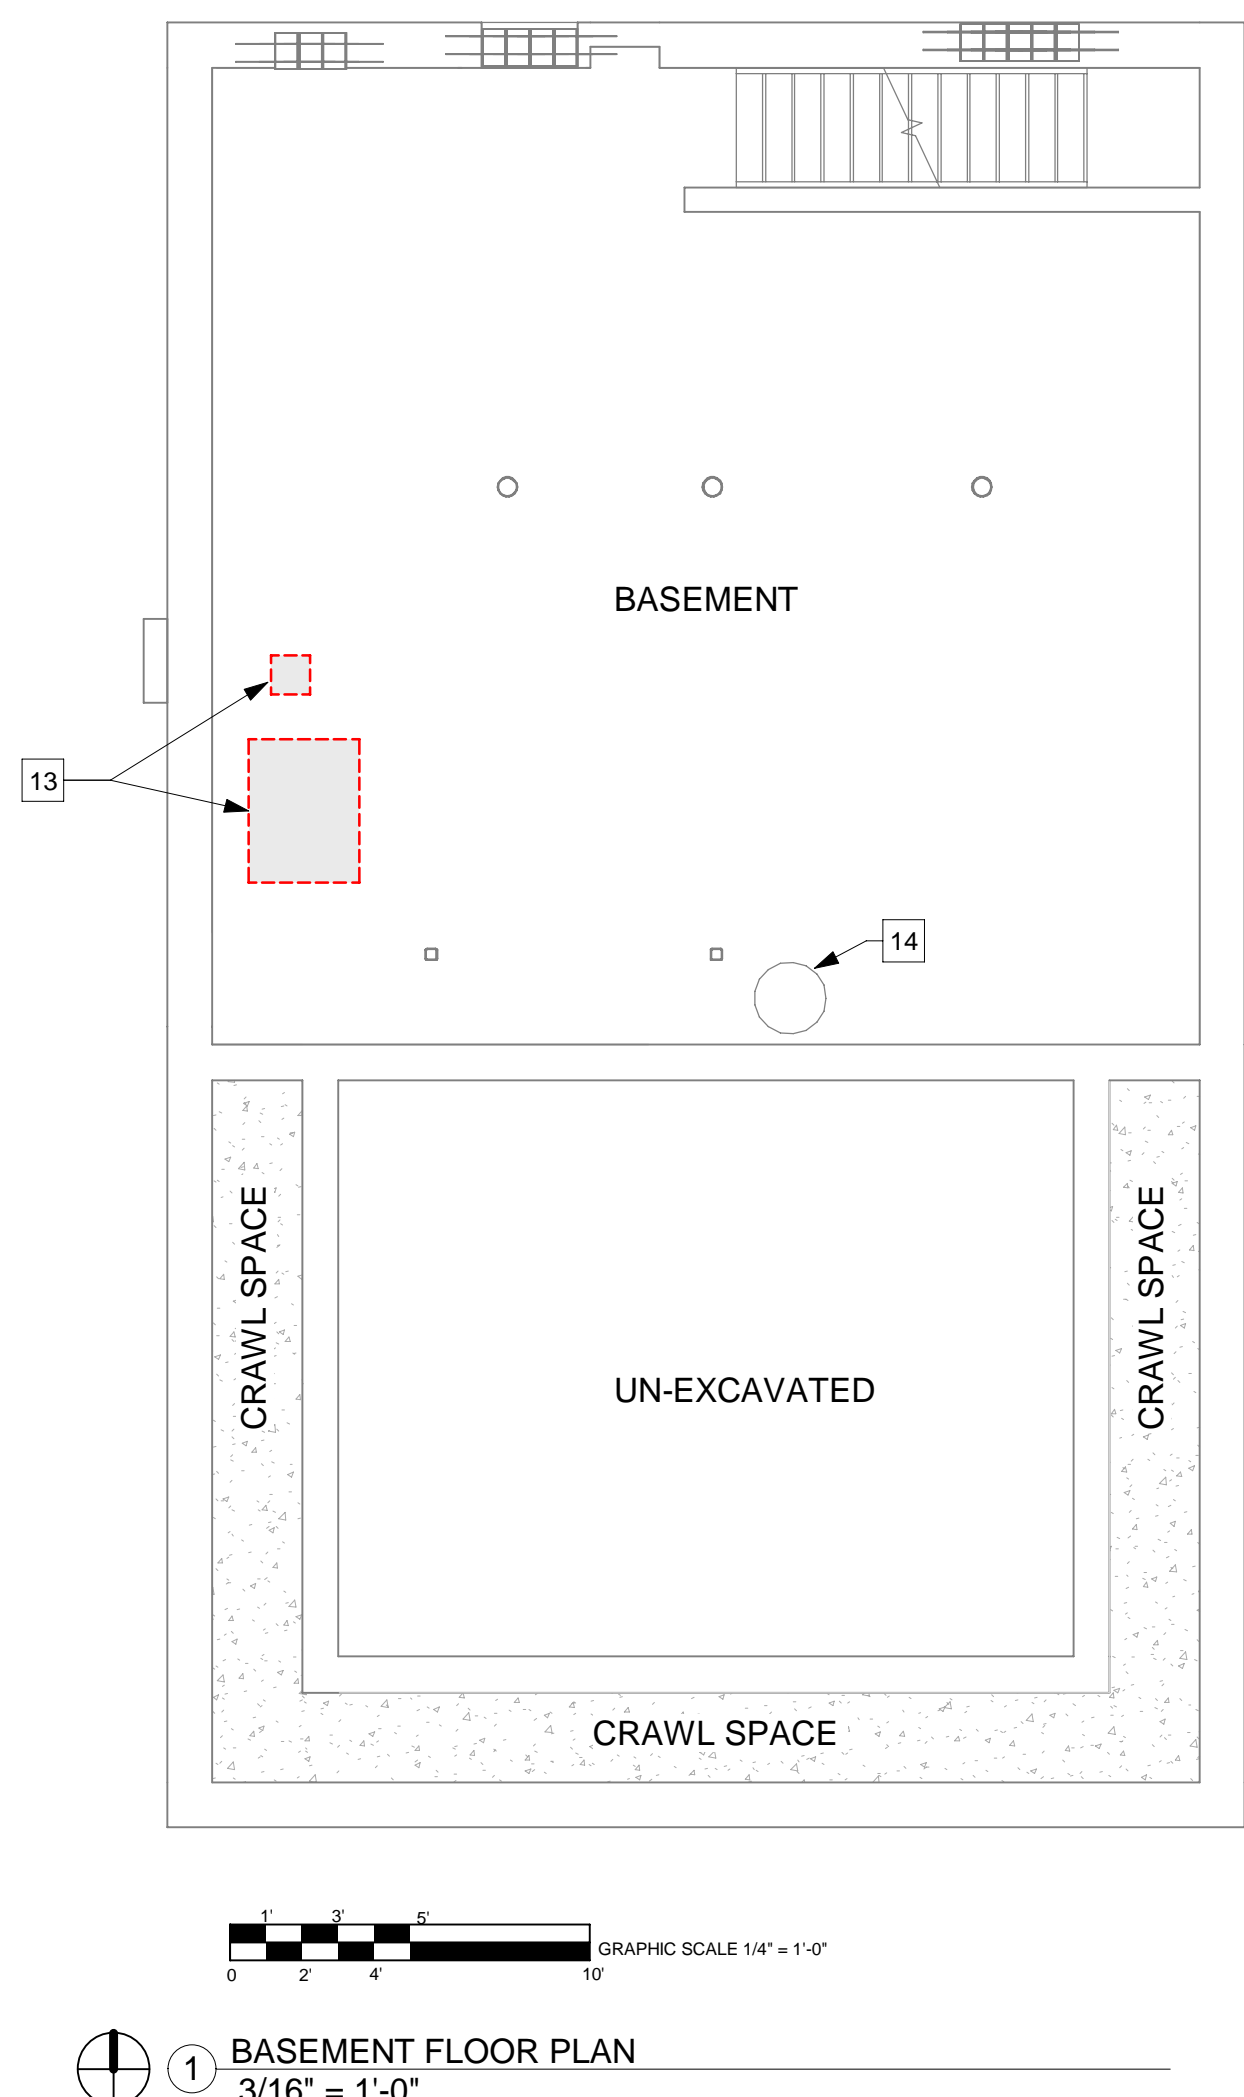 BASEMENT
13
14
CRAWL SPACE
CRAWL SPACE
UN-EXCAVATED
CRAWL SPACE
1' 3' 5'
GRAPHIC SCALE 1/4" = 1'-0"
0 2' 4' 10'
1 BASEMENT FLOOR PLAN
3/16" = 1'-0"